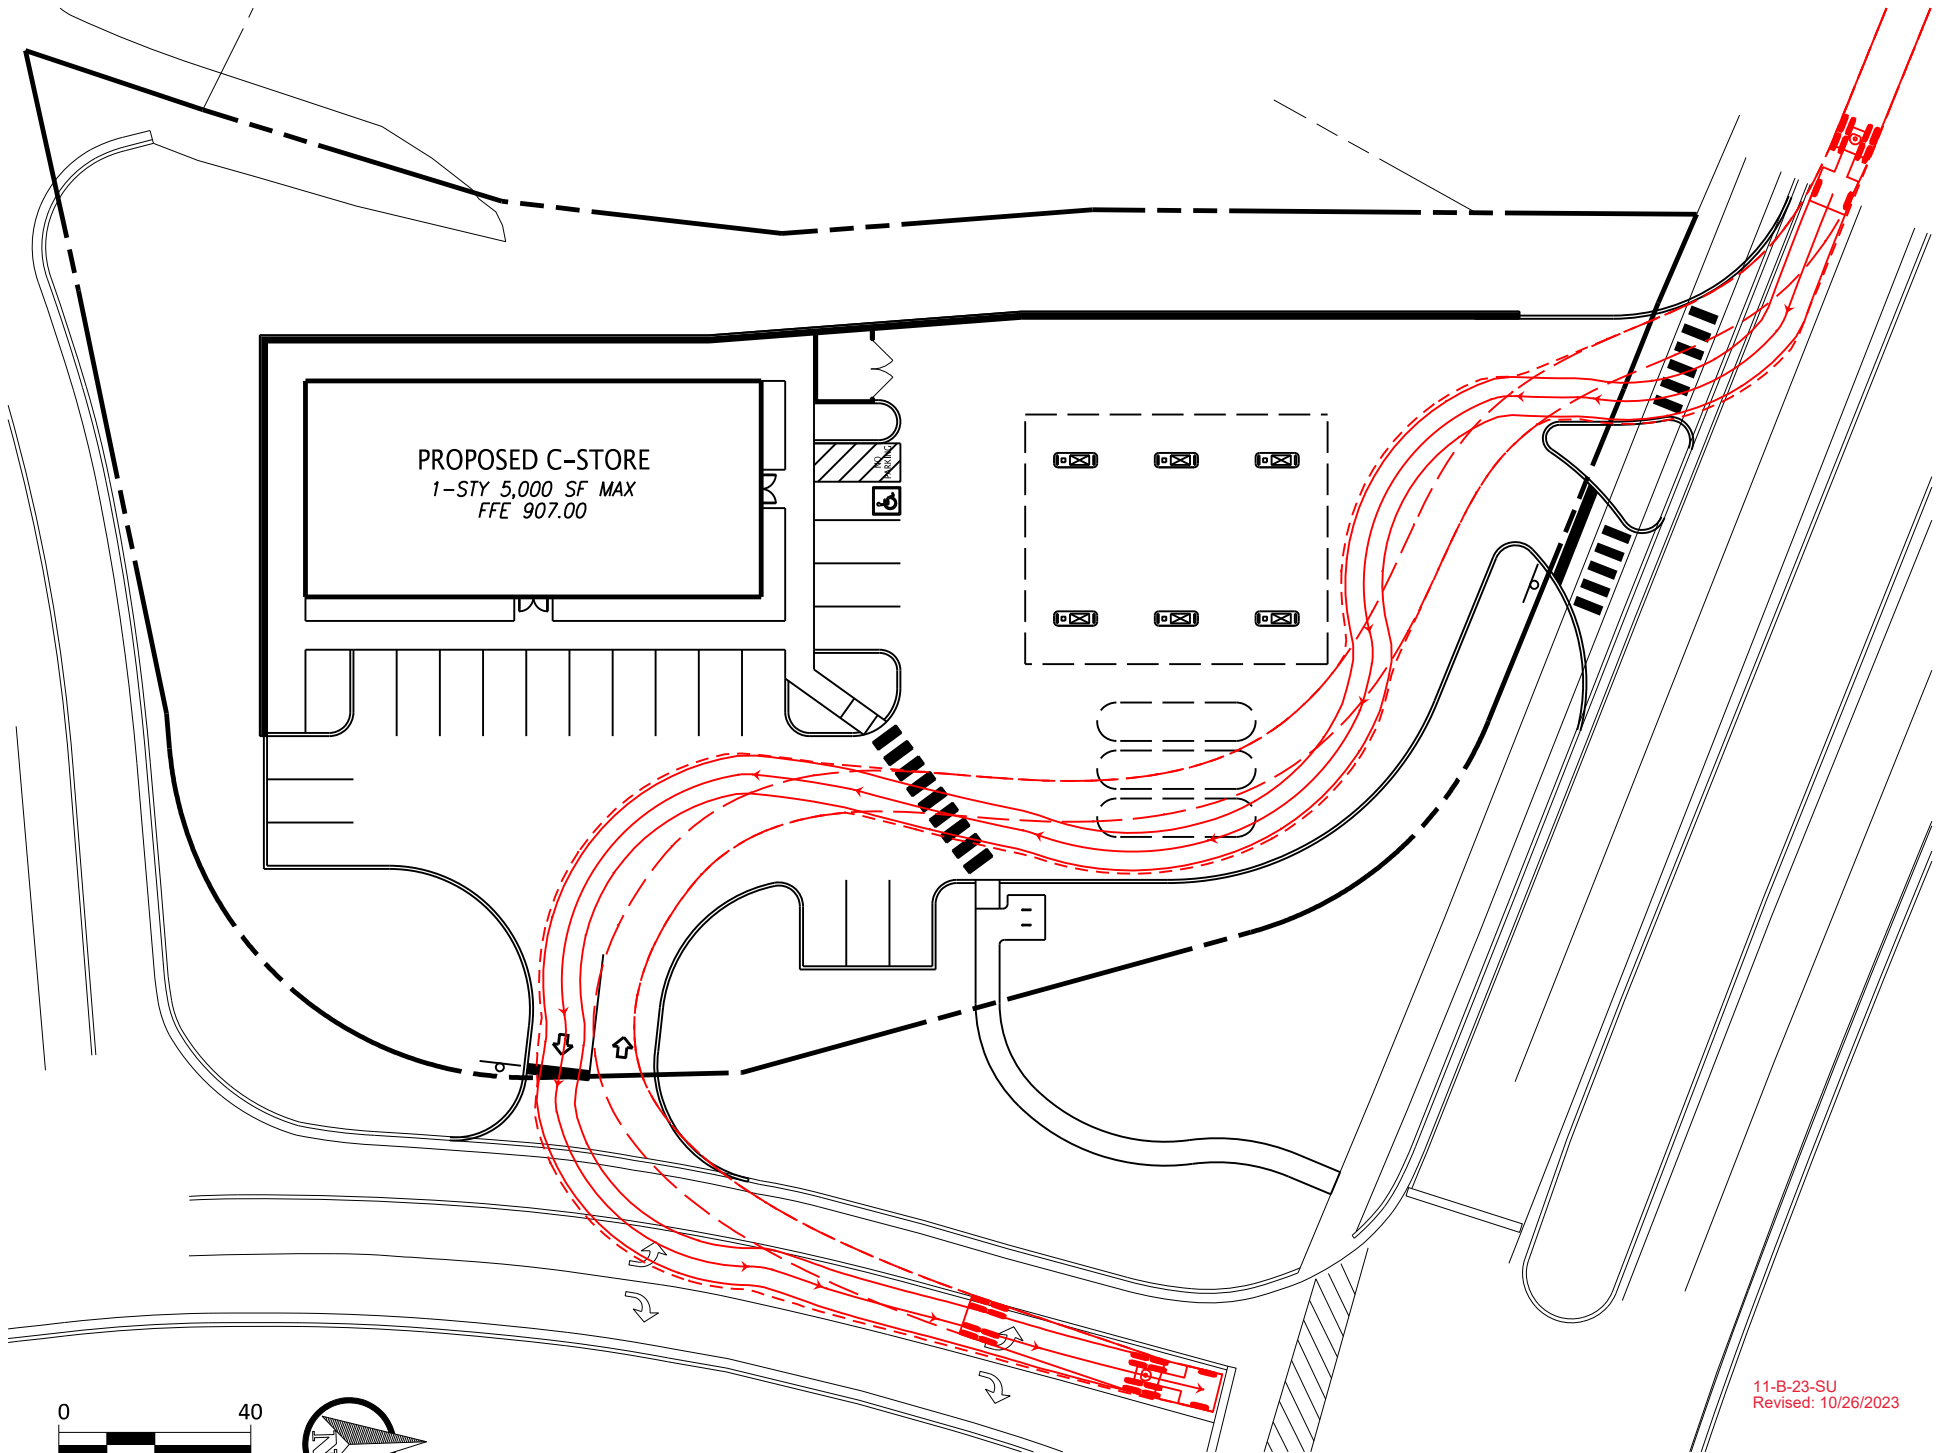 PROPOSED C-STORE
1-STY 5,000 SF MAX
FFE 907.00
NO
PARKING
0
40
N
11-B-23-SU
Revised: 10/26/2023